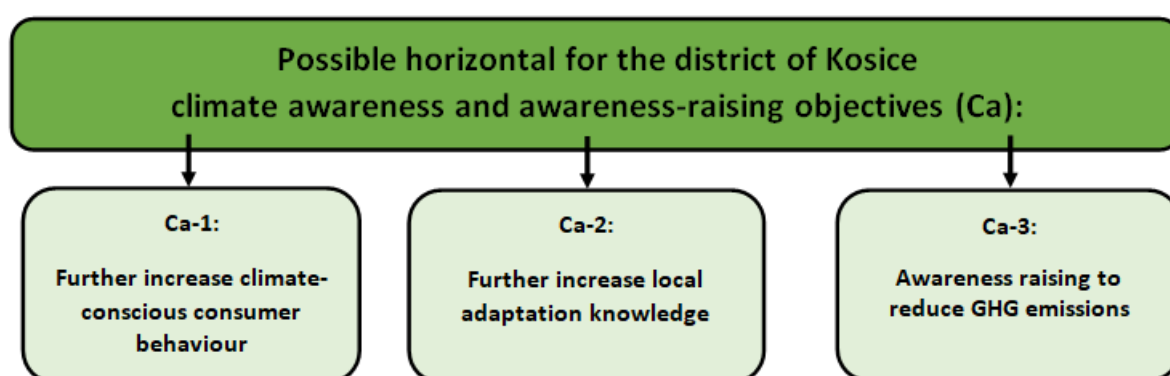 Possible horizontal for the district of Kosice
climate awareness and awareness-raising objectives (Ca):
Ca-1:
Further increase climate-
conscious consumer
behaviour
Ca-2:
Further increase local
adaptation knowledge
Ca-3:
Awareness raising to
reduce GHG emissions